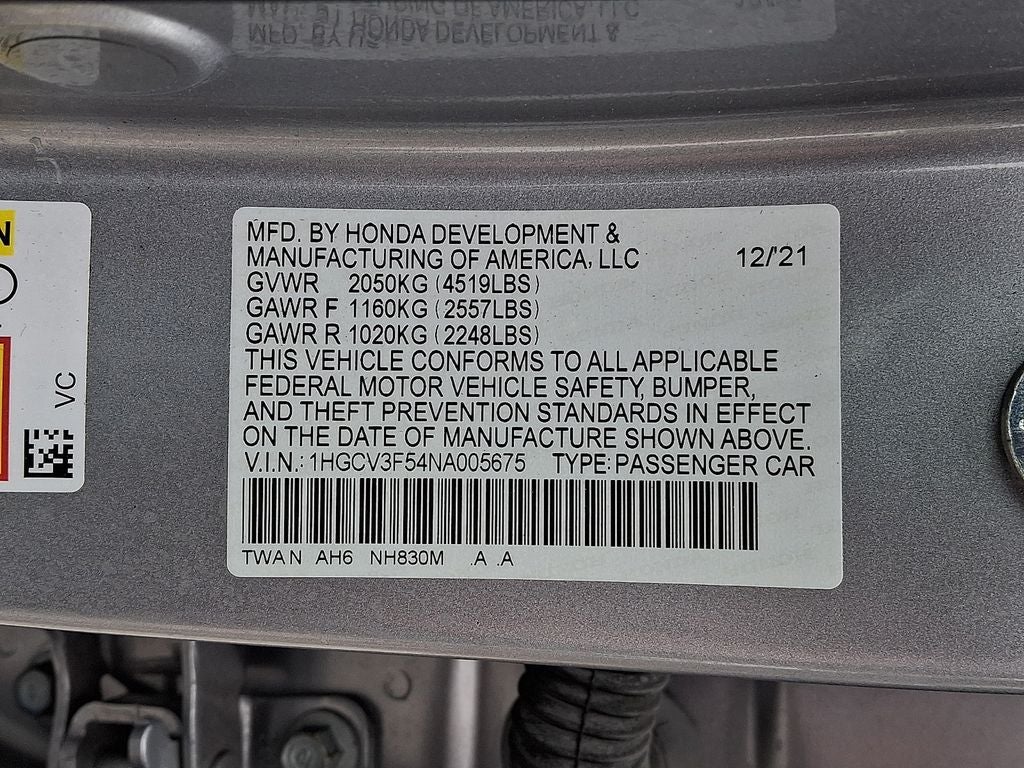 MFD. BY HONDA DEVELOPMENT &
MANUFACTURING OF AMERICA, LLC 12/'21
GVWR 2050KG (4519LBS)
GAWR F 1160KG (2557LBS)
GAWR R 1020KG (2248LBS)
THIS VEHICLE CONFORMS TO ALL APPLICABLE
FEDERAL MOTOR VEHICLE SAFETY, BUMPER,
AND THEFT PREVENTION STANDARDS IN EFFECT
ON THE DATE OF MANUFACTURE SHOWN ABOVE.
V.I.N.: 1HGCV3F54NA005675 TYPE: PASSENGER CAR
TWAN AH6 NH830M .A .A
N
VC